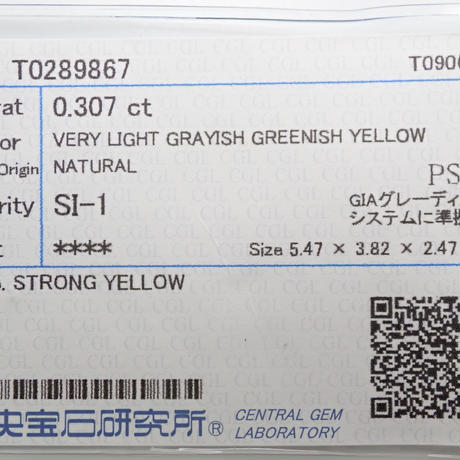 T0289867 T0906
rat 0.307 ct
or VERY LIGHT GRAYISH GREENISH YELLOW
Origin NATURAL
rity SI-1 PS
GIAグレーディ
システムに準拠
t **** Size 5.47 × 3.82 × 2.47
. STRONG YELLOW
央宝石研究所® CENTRAL GEM
LABORATORY